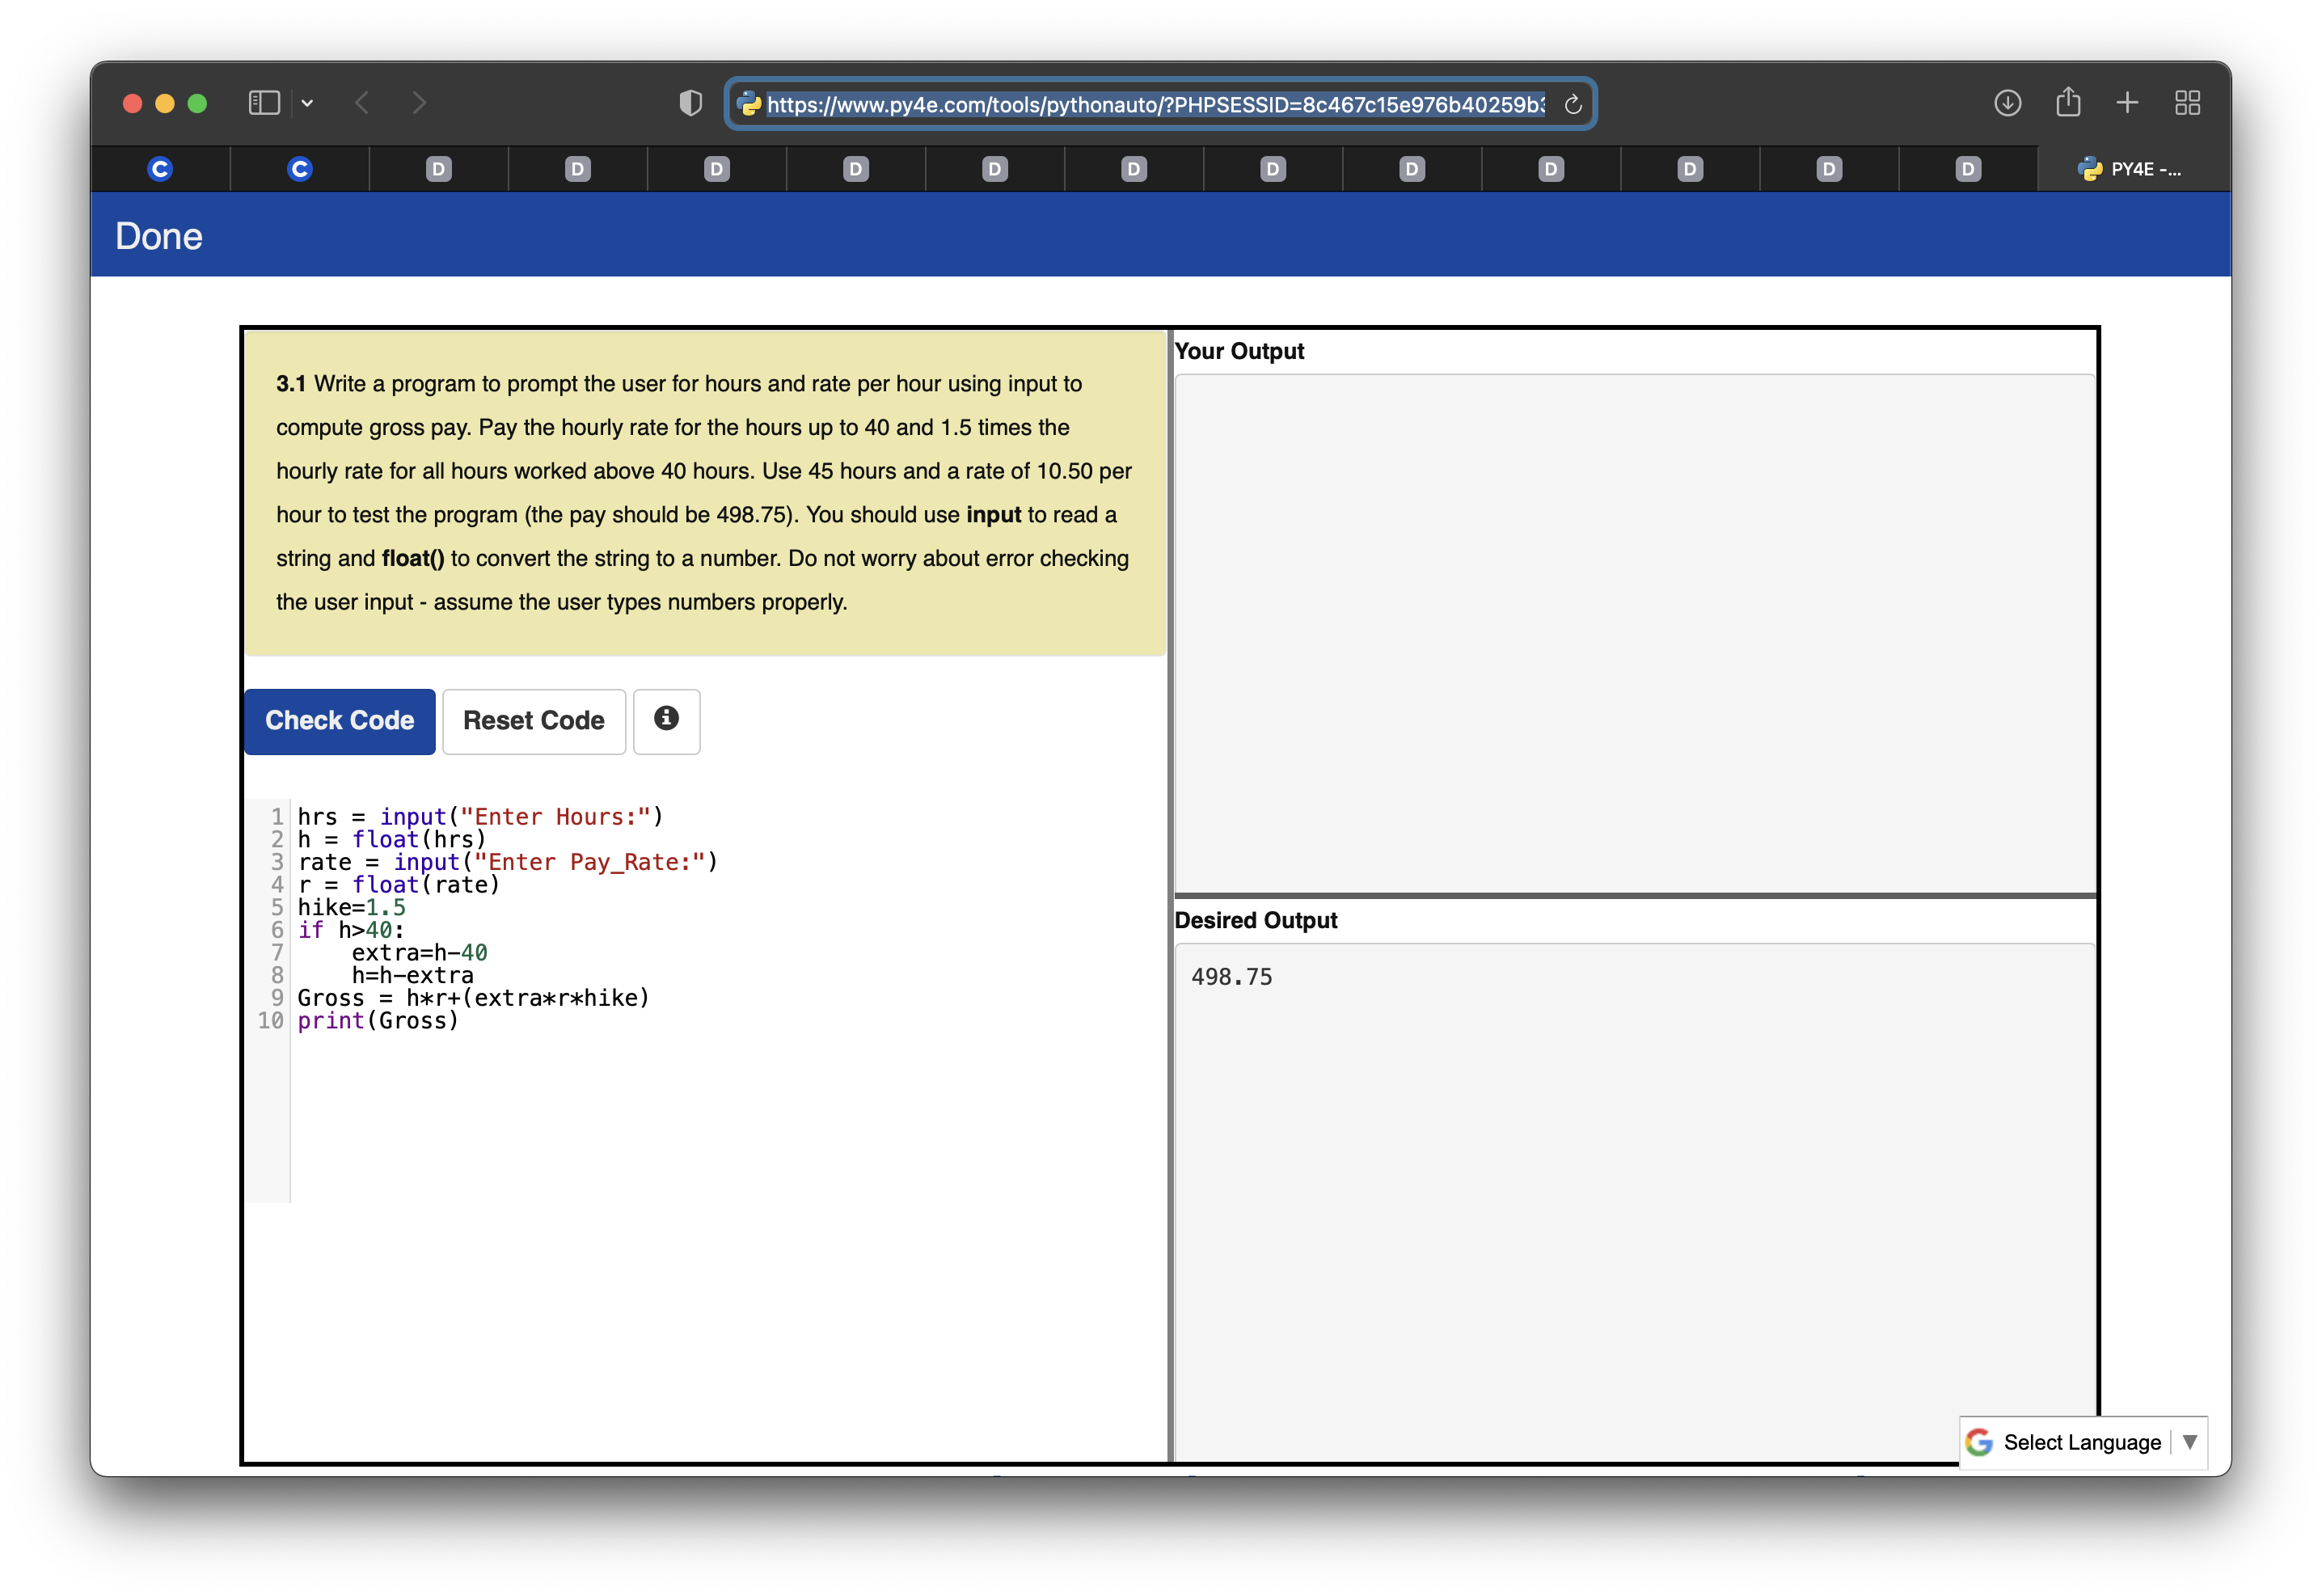 https://www.py4e.com/tools/pythonauto/?PHPSESSID=8c467c15e976b40259b
C C D D D D D D D D D D D D PY4E -...
Done
3.1 Write a program to prompt the user for hours and rate per hour using input to
compute gross pay. Pay the hourly rate for the hours up to 40 and 1.5 times the
hourly rate for all hours worked above 40 hours. Use 45 hours and a rate of 10.50 per
hour to test the program (the pay should be 498.75). You should use input to read a
string and float() to convert the string to a number. Do not worry about error checking
the user input - assume the user types numbers properly.
Check Code
Reset Code
1 hrs = input("Enter Hours:")
2 h = float(hrs)
3 rate = input("Enter Pay_Rate:")
4 r = float(rate)
5 hike=1.5
6 if h>40:
7     extra=h-40
8     h=h-extra
9 Gross = h*r+(extra*r*hike)
10 print(Gross)
Your Output
Desired Output
498.75
Select Language